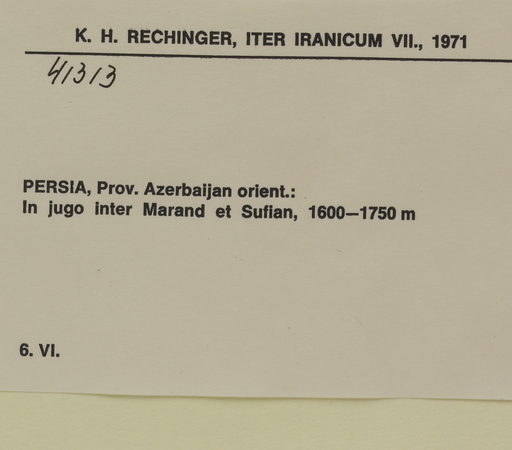 K. H. RECHINGER, ITER IRANICUM VII., 1971
41313
PERSIA, Prov. Azerbaijan orient.:
In jugo inter Marand et Sufian, 1600—1750 m
6. VI.